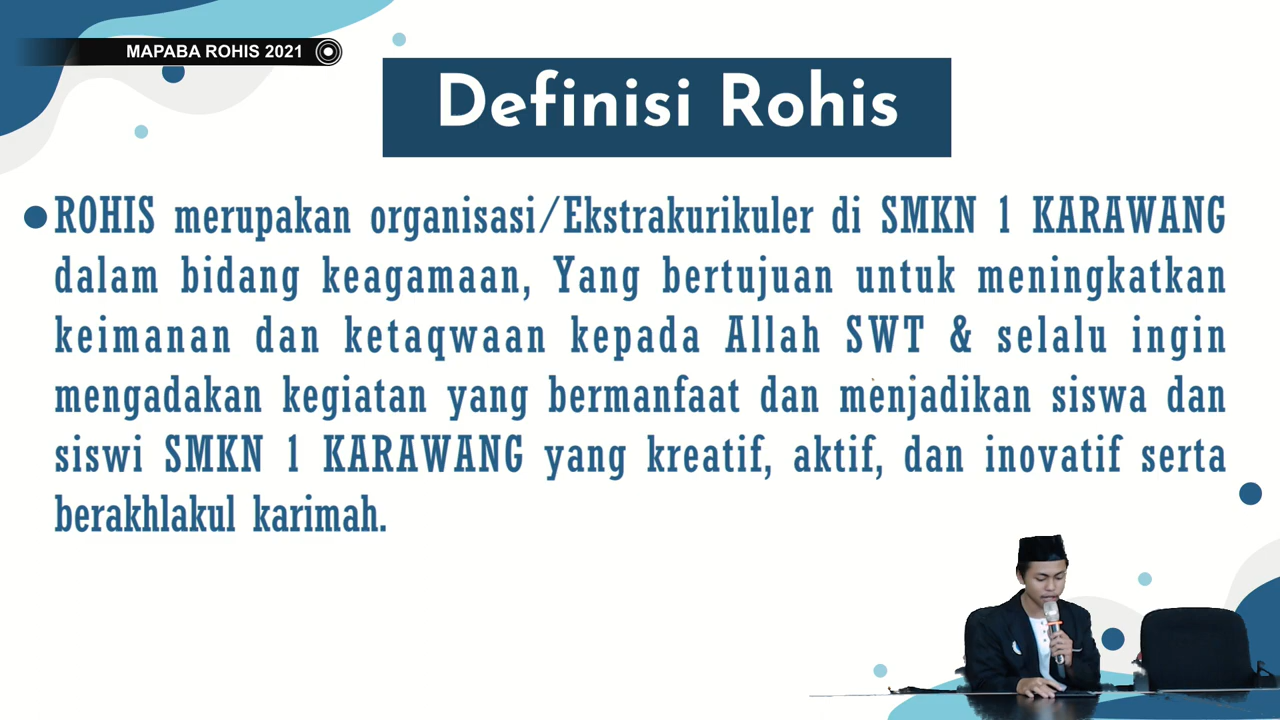 MAPABA ROHIS 2021
Definisi Rohis
ROHIS merupakan organisasi/Ekstrakurikuler di SMKN 1 KARAWANG
dalam bidang keagamaan, Yang bertujuan untuk meningkatkan
keimanan dan ketaqwaan kepada Allah SWT & selalu ingin
mengadakan kegiatan yang bermanfaat dan menjadikan siswa dan
siswi SMKN 1 KARAWANG yang kreatif, aktif, dan inovatif serta
berakhlakul karimah.